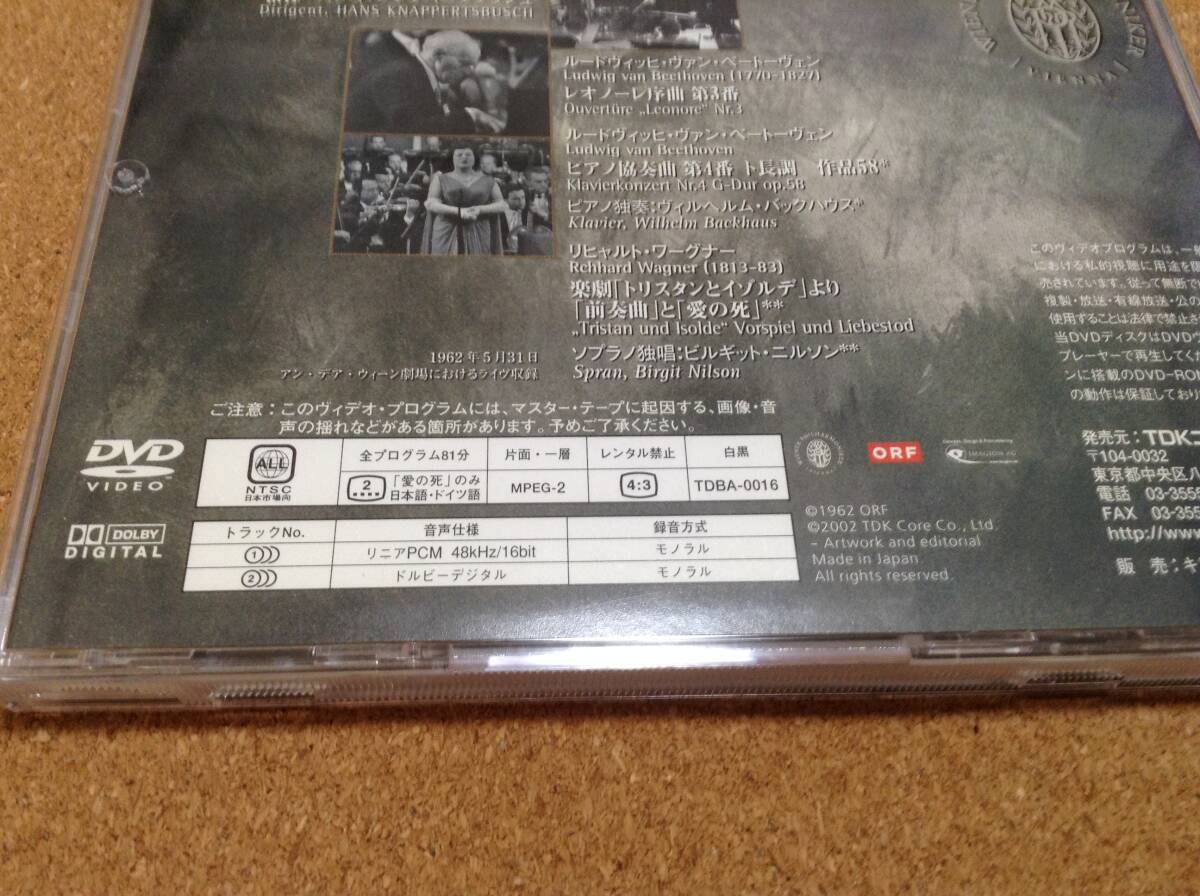 Dirigent, HANS KNAPPERTSBUSCH
ルードヴィッヒ・ヴァン・ベートーヴェン
Ludwig van Beethoven (1770-1827)
レオノーレ序曲 第3番
Ouvertüre „Leonore" Nr.3
ルードヴィッヒ・ヴァン・ベートーヴェン
Ludwig van Beethoven
ピアノ協奏曲 第4番 ト長調 作品58*
Klavierkonzert Nr.4 G-Dur op.58
ピアノ独奏:ヴィルヘルム・バックハウス*
Klavier, Wilhelm Backhaus
リヒャルト・ワーグナー
Rchhard Wagner (1813-83)
楽劇「トリスタンとイゾルデ」より
「前奏曲」と「愛の死」**
„Tristan und Isolde" Vorspiel und Liebestod
ソプラノ独唱:ビルギット・ニルソン**
Spran, Birgit Nilson
1962年5月31日
アン・デア・ウィーン劇場におけるライヴ収録
ご注意:このヴィデオ・プログラムには、マスター・テープに起因する、画像・音
声の揺れなどがある箇所があります。予めご了承ください。
DVD
VIDEO
DOLBY
DIGITAL
ALL
NTSC
日本市場向
全プログラム81分
片面・一層
レンタル禁止
白黒
2
「愛の死」のみ
日本語・ドイツ語
MPEG-2
4:3
TDBA-0016
トラックNo.
音声仕様
録音方式
1
リニアPCM 48kHz/16bit
モノラル
2
ドルビーデジタル
モノラル
ORF
IMAGION AG
©1962 ORF
©2002 TDK Core Co., Ltd.
- Artwork and editorial
Made in Japan.
All rights reserved.
WIEN
NIKER
VIENNA
このヴィデオプログラムは、一
における私的視聴に用途を限
売されています。従って無断で
複製・放送・有線放送・公の
使用することは法律で禁止さ
当DVDディスクはDVDヴ
プレーヤーで再生してく
ンに搭載のDVD-RO
の動作は保証してお
発売元:TDK
〒104-0032
東京都中央区八
電話 03-355
FAX 03-355
http://www
販 売:キ